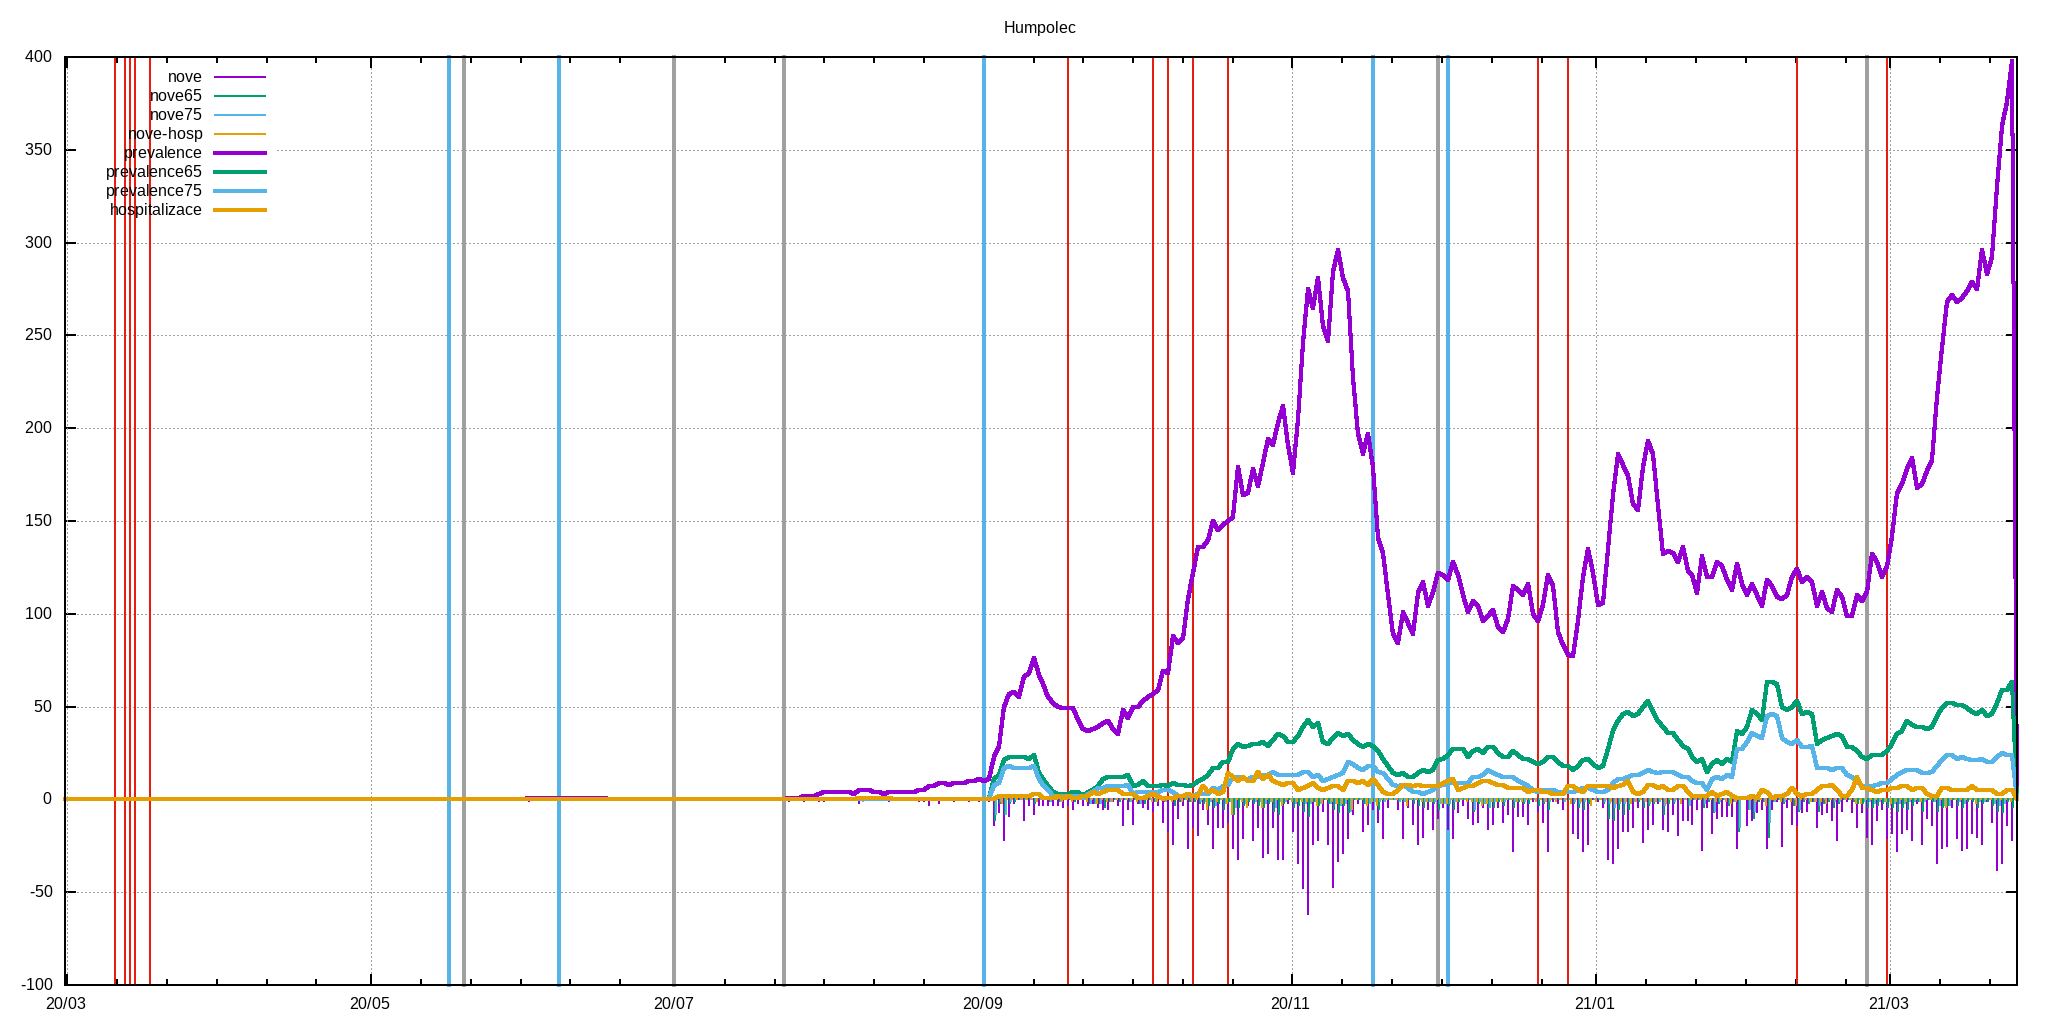 Humpolec
400
350
300
250
200
150
100
50
0
-50
-100
nove
nove65
nove75
nove-hosp
prevalence
prevalence65
prevalence75
hospitalizace
20/03
20/05
20/07
20/09
20/11
21/01
21/03